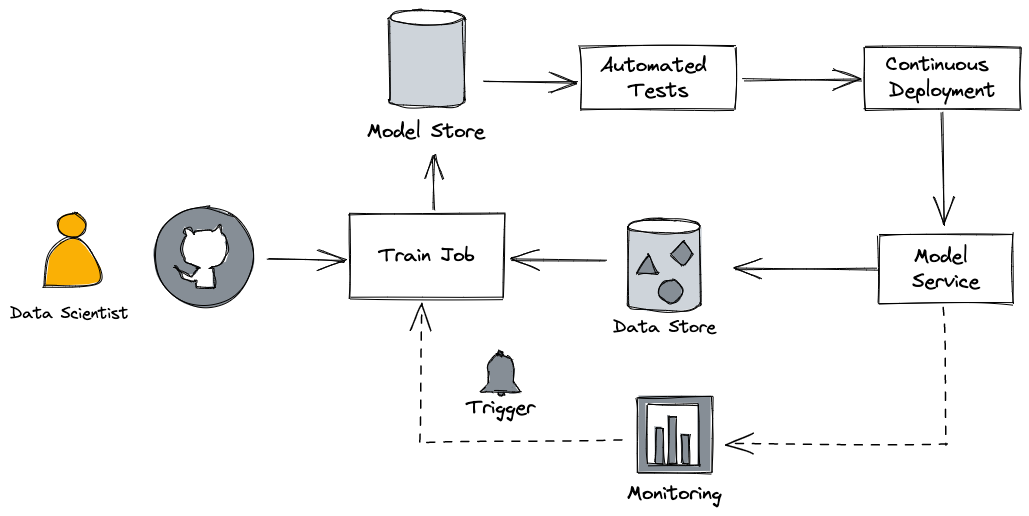 Model Store
Automated
Tests
Continuous
Deployment
Data Scientist
Train Job
Data Store
Model
Service
Trigger
Monitoring